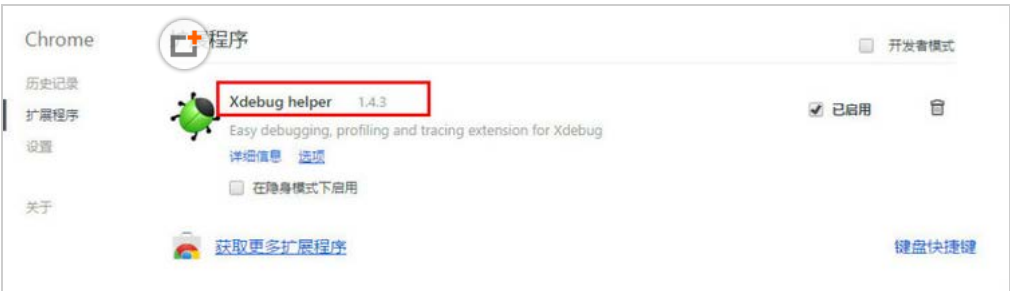 Chrome
扩展程序
开发者模式
历史记录
扩展程序
设置
关于
Xdebug helper 1.4.3
已启用
Easy debugging, profiling and tracing extension for Xdebug
详细信息 选项
在隐身模式下启用
获取更多扩展程序
键盘快捷键